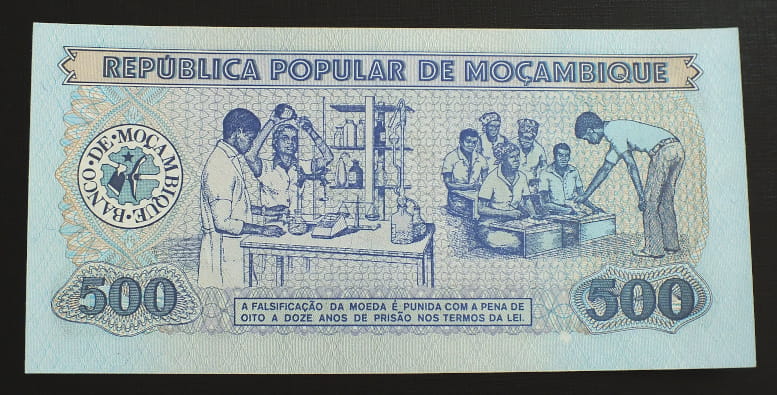 REPÚBLICA POPULAR DE MOÇAMBIQUE
BANCO·DE·MOÇAMBIQUE·
500
500
A FALSIFICAÇÃO DA MOEDA É PUNIDA COM A PENA DE
OITO A DOZE ANOS DE PRISÃO NOS TERMOS DA LEI.